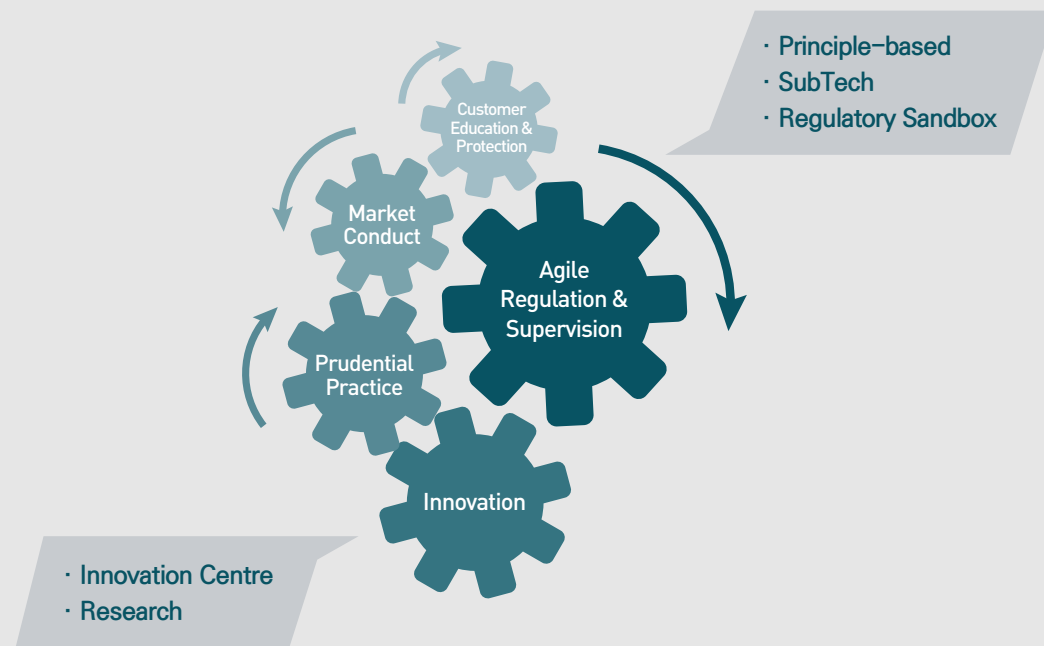 · Principle-based
· SubTech
· Regulatory Sandbox
Customer
Education &
Protection
Market
Conduct
Agile
Regulation &
Supervision
Prudential
Practice
Innovation
· Innovation Centre
· Research